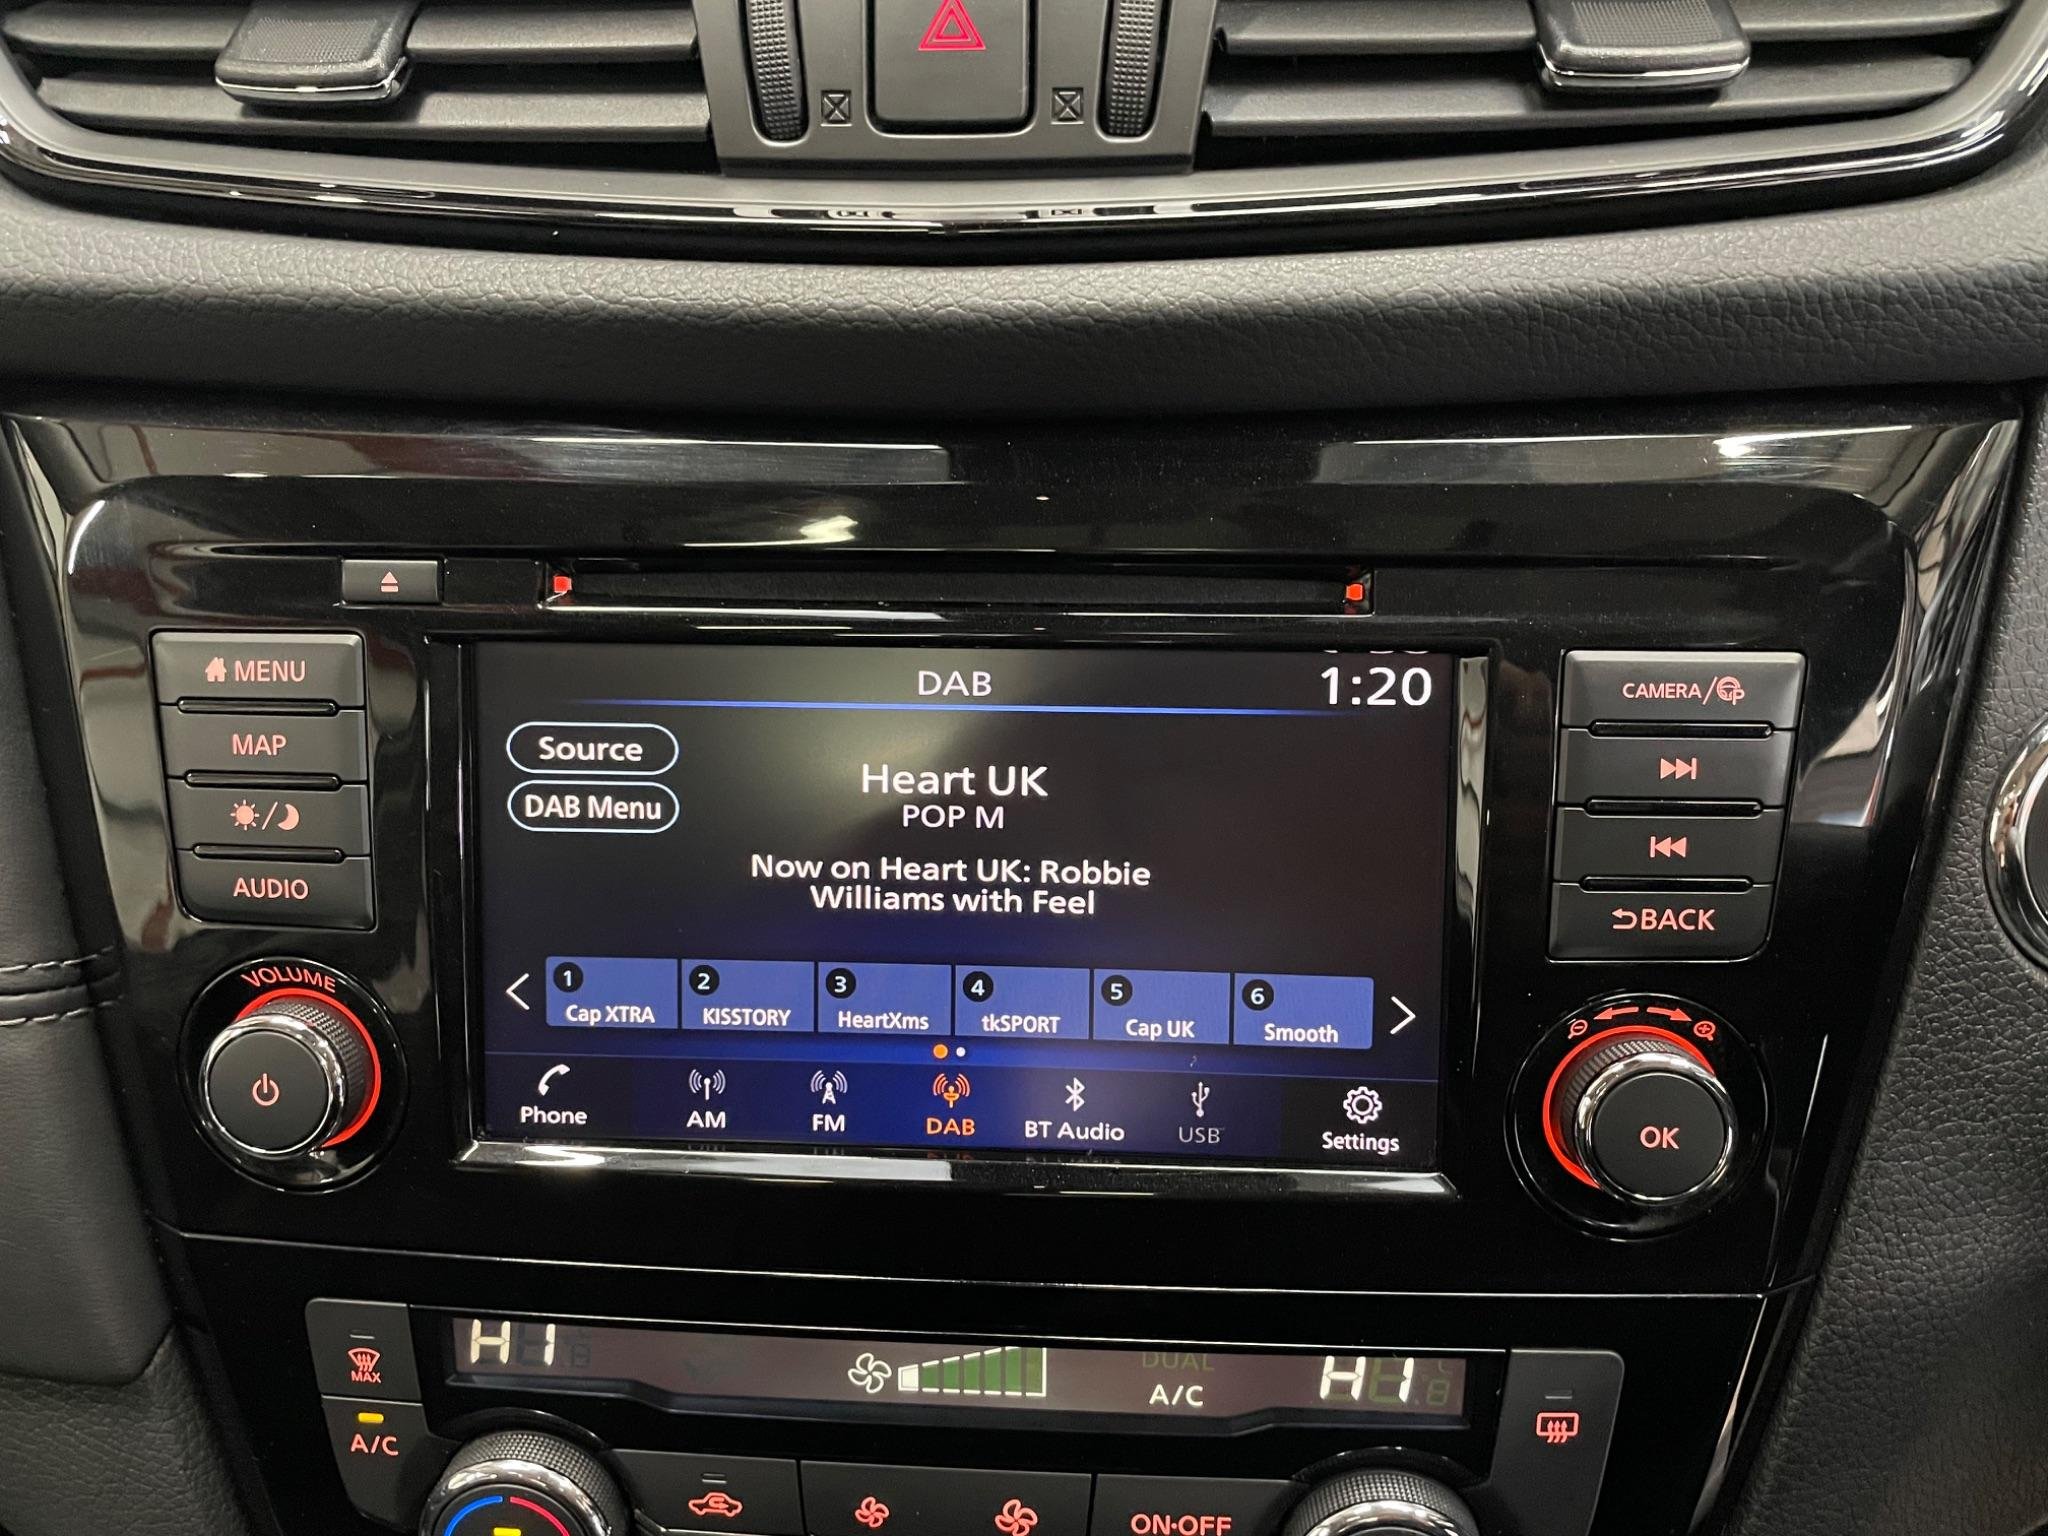 MENU
MAP
AUDIO
VOLUME
DAB
1:20
Source
DAB Menu
Heart UK
POP M
Now on Heart UK: Robbie
Williams with Feel
1
Cap XTRA
2
KISSTORY
3
HeartXms
4
tkSPORT
5
Cap UK
6
Smooth
Phone
AM
FM
DAB
BT Audio
USB
Settings
CAMERA/
BACK
OK
MAX
A/C
HI
DUAL
A/C
HI
ON•OFF